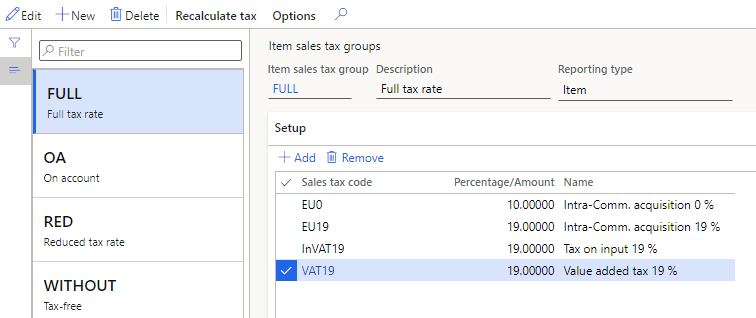 Edit New Delete Recalculate tax Options
Filter
FULL
Full tax rate
OA
On account
RED
Reduced tax rate
WITHOUT
Tax-free
Item sales tax groups
Item sales tax group Description Reporting type
FULL Full tax rate Item
Setup
Add Remove
Sales tax code Percentage/Amount Name
EU0 10.00000 Intra-Comm. acquisition 0 %
EU19 19.00000 Intra-Comm. acquisition 19 %
InVAT19 19.00000 Tax on input 19 %
VAT19 19.00000 Value added tax 19 %